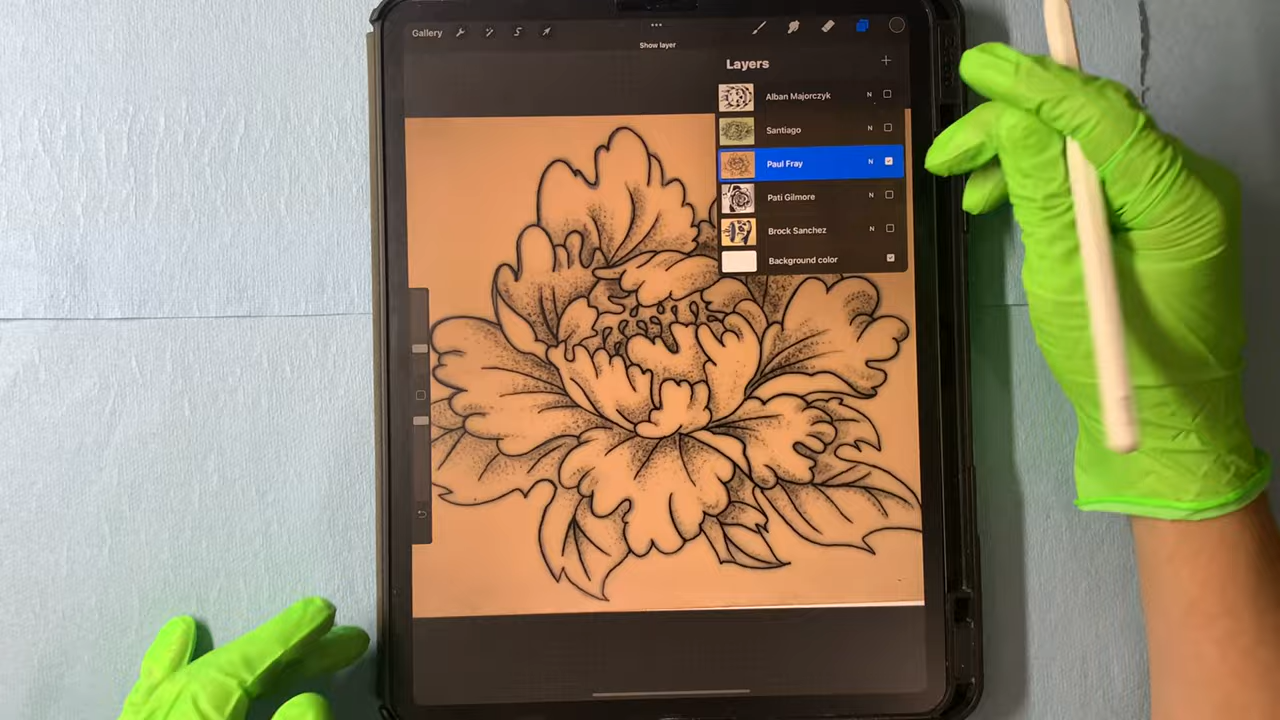 Gallery
Show layer
Layers
Alban Majorczyk N
Santiago N
Paul Fray N
Pati Gilmore N
Brock Sanchez N
Background color